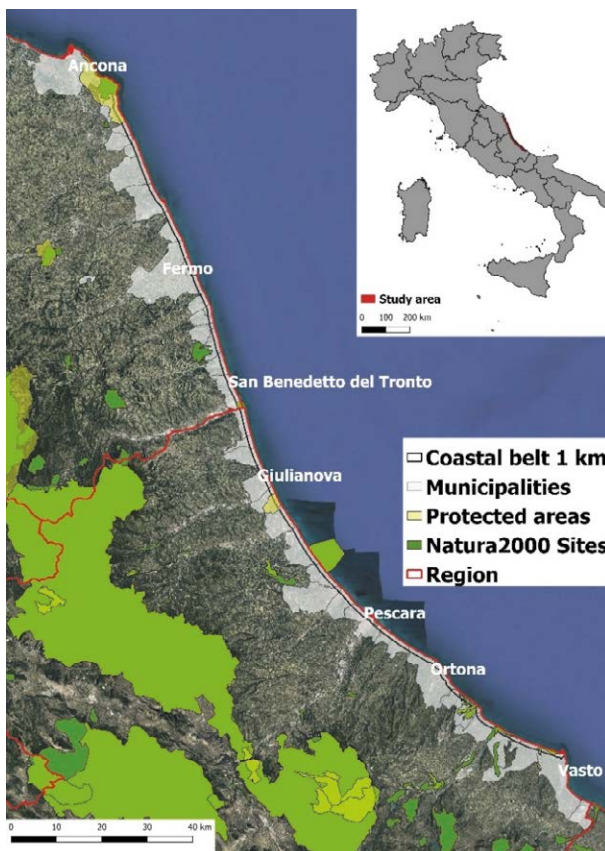 Ancona
Fermo
San Benedetto del Tronto
Giulianova
Pescara
Ortona
Vasto
Study area
0 100 200 km
Coastal belt 1 km
Municipalities
Protected areas
Natura2000 Sites
Region
0 10 20 30 40 km